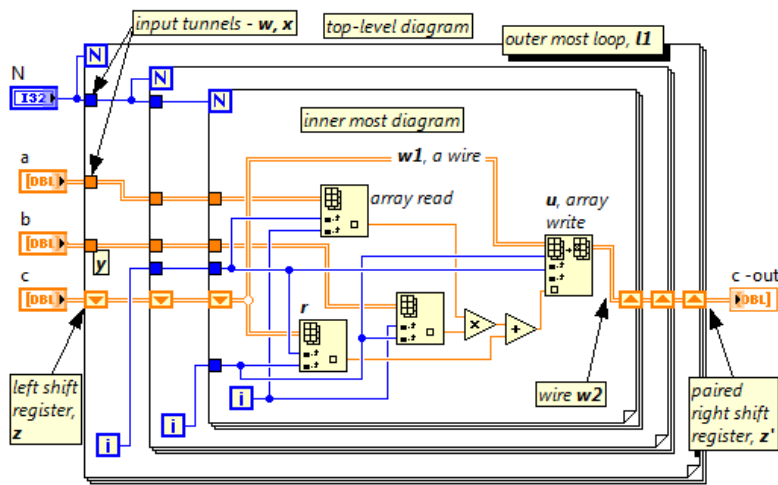 input tunnels - w, x
top-level diagram
outer most loop, l1
N
N
N
N
I32
inner most diagram
w1, a wire
a
[DBL]
array read
u, array
write
b
[DBL]
y
c
[DBL]
c -out
DBL]
r
x
+
i
i
i
left shift
register,
z
wire w2
paired
right shift
register, z'